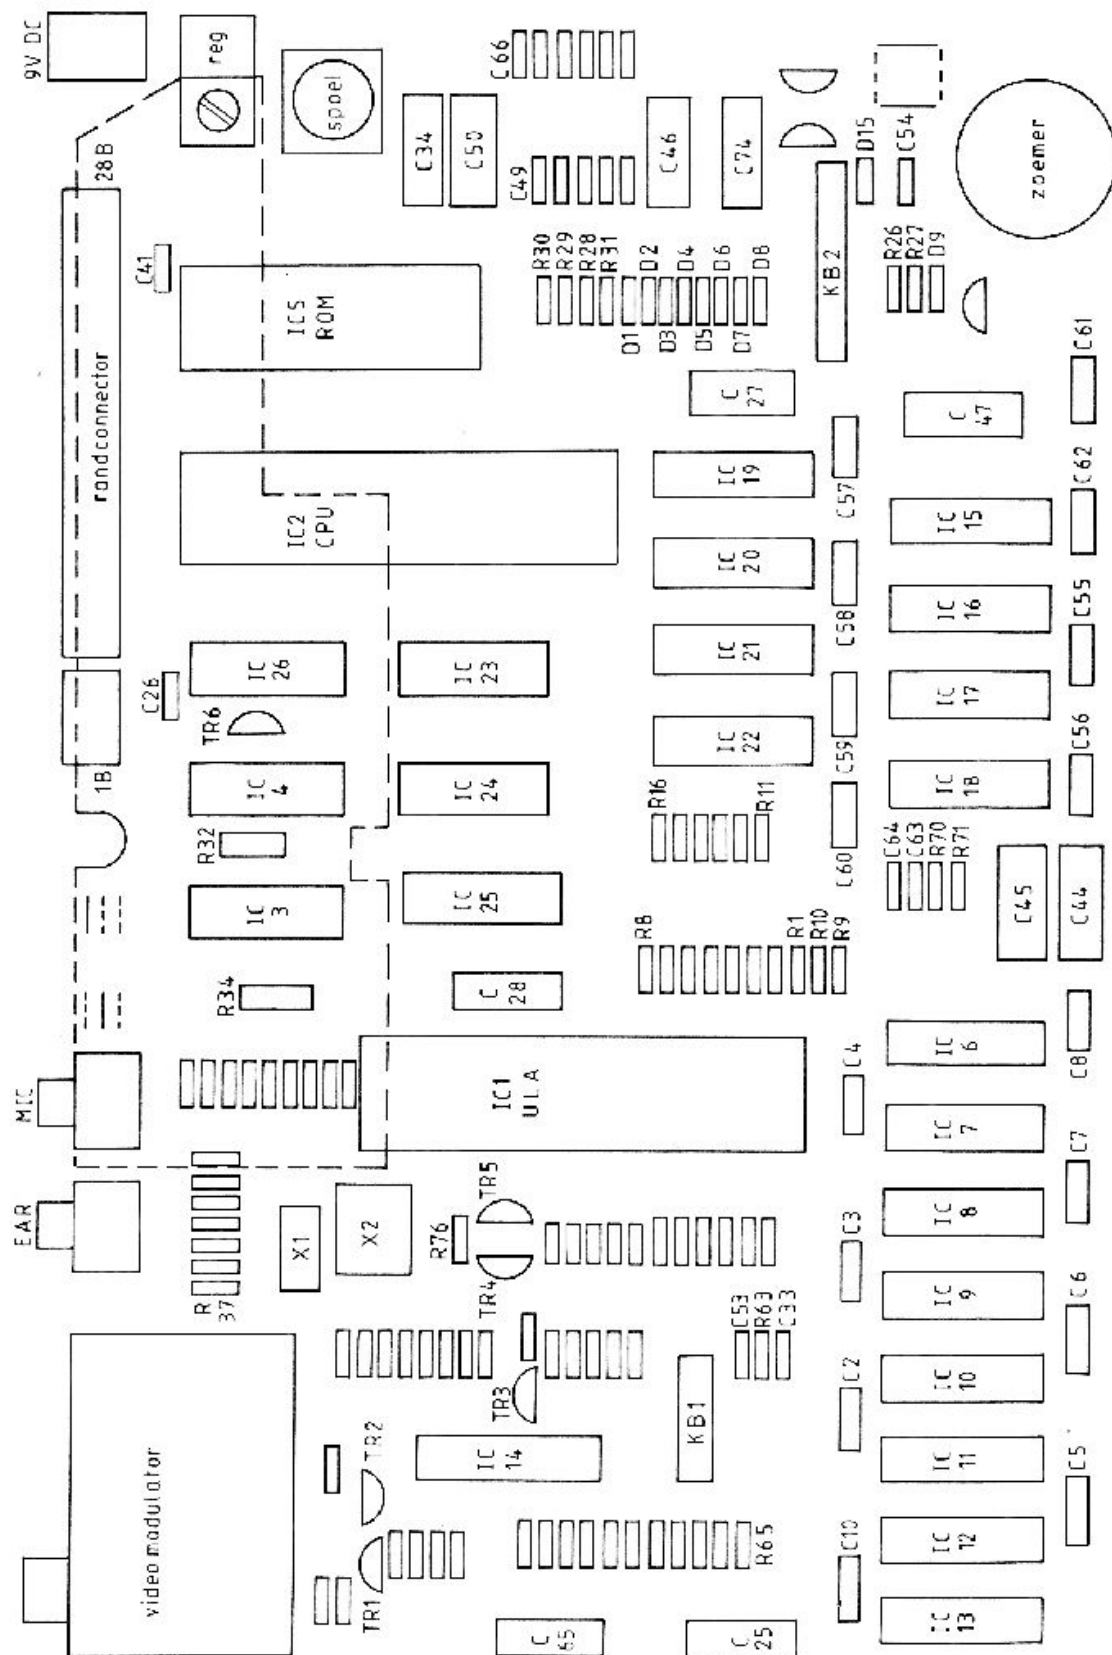 9V DC
reg
spoel
C66
28B
randconnector
1B
C41
IC5
ROM
C34
C50
C49
C46
C74
D15
C54
zoemer
R30
R29
R28
R31
D2
D4
D6
D8
D1
D3
D5
D7
KB2
R26
R27
D9
C
27
C
47
C61
IC2
CPU
IC
19
IC
20
IC
21
IC
22
C57
C58
C59
C60
IC
15
IC
16
IC
17
IC
18
C62
C55
C56
C26
TR6
IC
26
IC
23
IC
4
IC
24
R32
R16
R11
IC
3
IC
25
C64
C63
R70
R71
C45
C44
R34
C
28
R8
R1
R10
R9
MIC
IC1
ULA
C4
IC
6
C8
EAR
R
37
X1
X2
R76
TR5
TR4
IC
7
C7
IC
8
C3
IC
9
C6
C53
R63
C33
TR3
KB1
C2
IC
10
IC
11
C5
videomodulator
TR2
TR1
IC
14
R65
C10
IC
12
IC
13
C
65
C
25